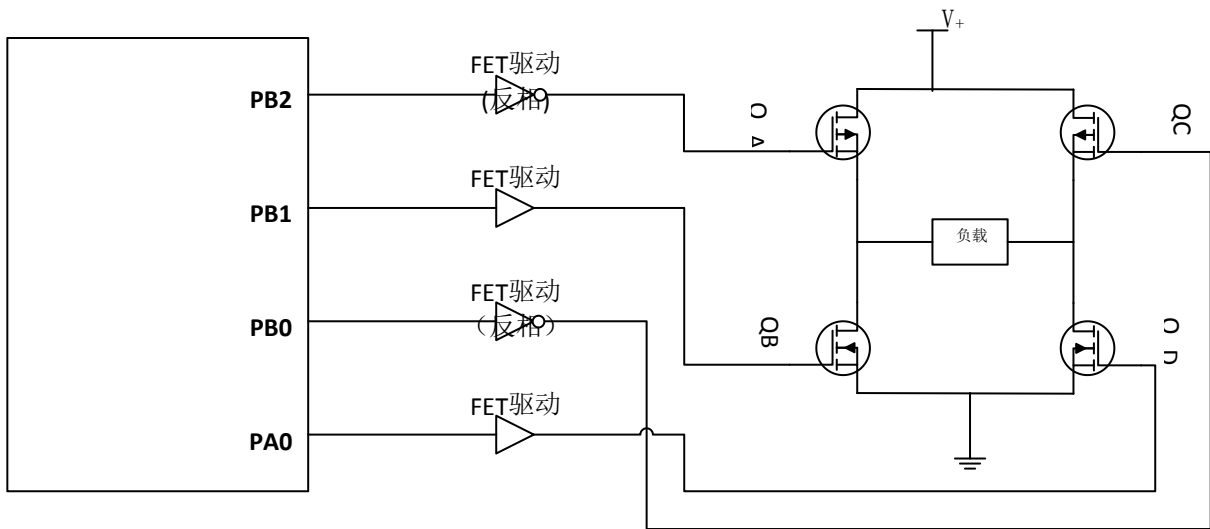 V+
FET驱动
(反相)
PB2
Q A
QC
FET驱动
PB1
负载
FET驱动
（反相）
PB0
QB
Q D
FET驱动
PA0